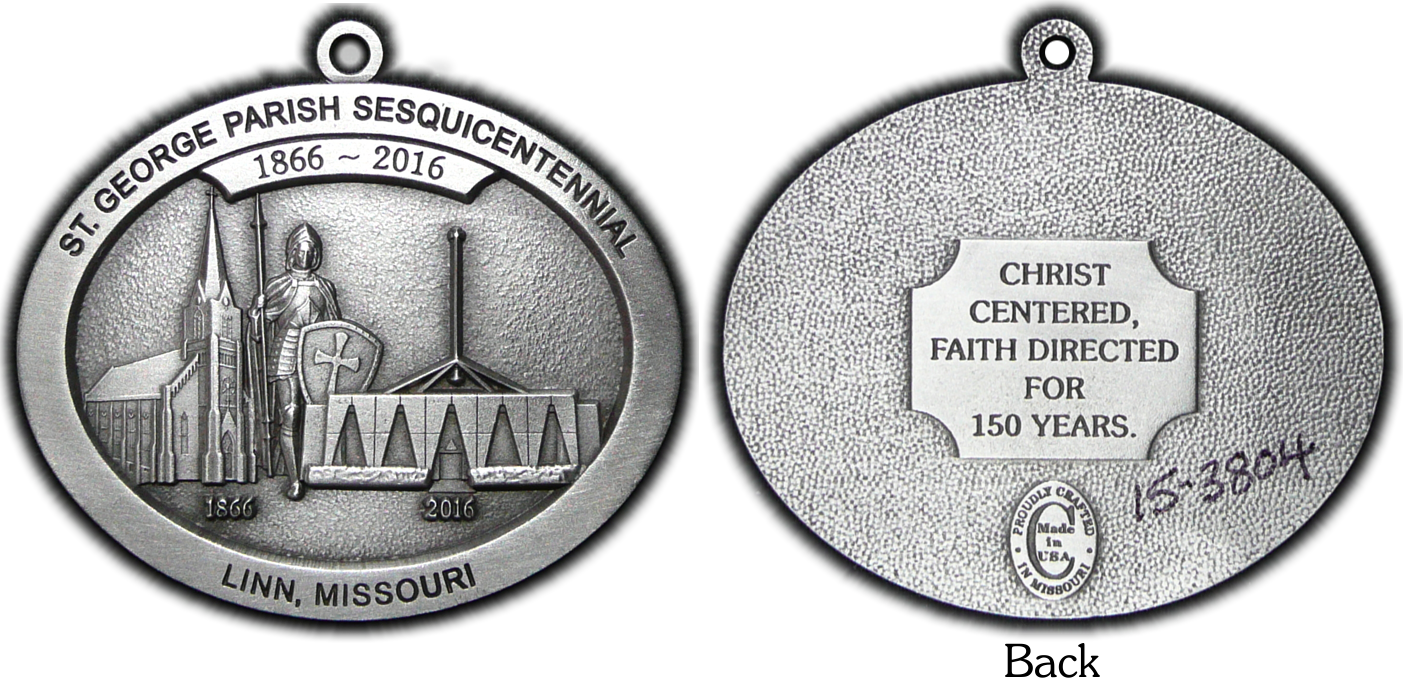 ST. GEORGE PARISH SESQUICENTENNIAL
1866 ~ 2016
1866
2016
LINN, MISSOURI
CHRIST
CENTERED,
FAITH DIRECTED
FOR
150 YEARS.
15-3804
PROUDLY CRAFTED
C
Made
in
USA
IN MISSOURI
Back